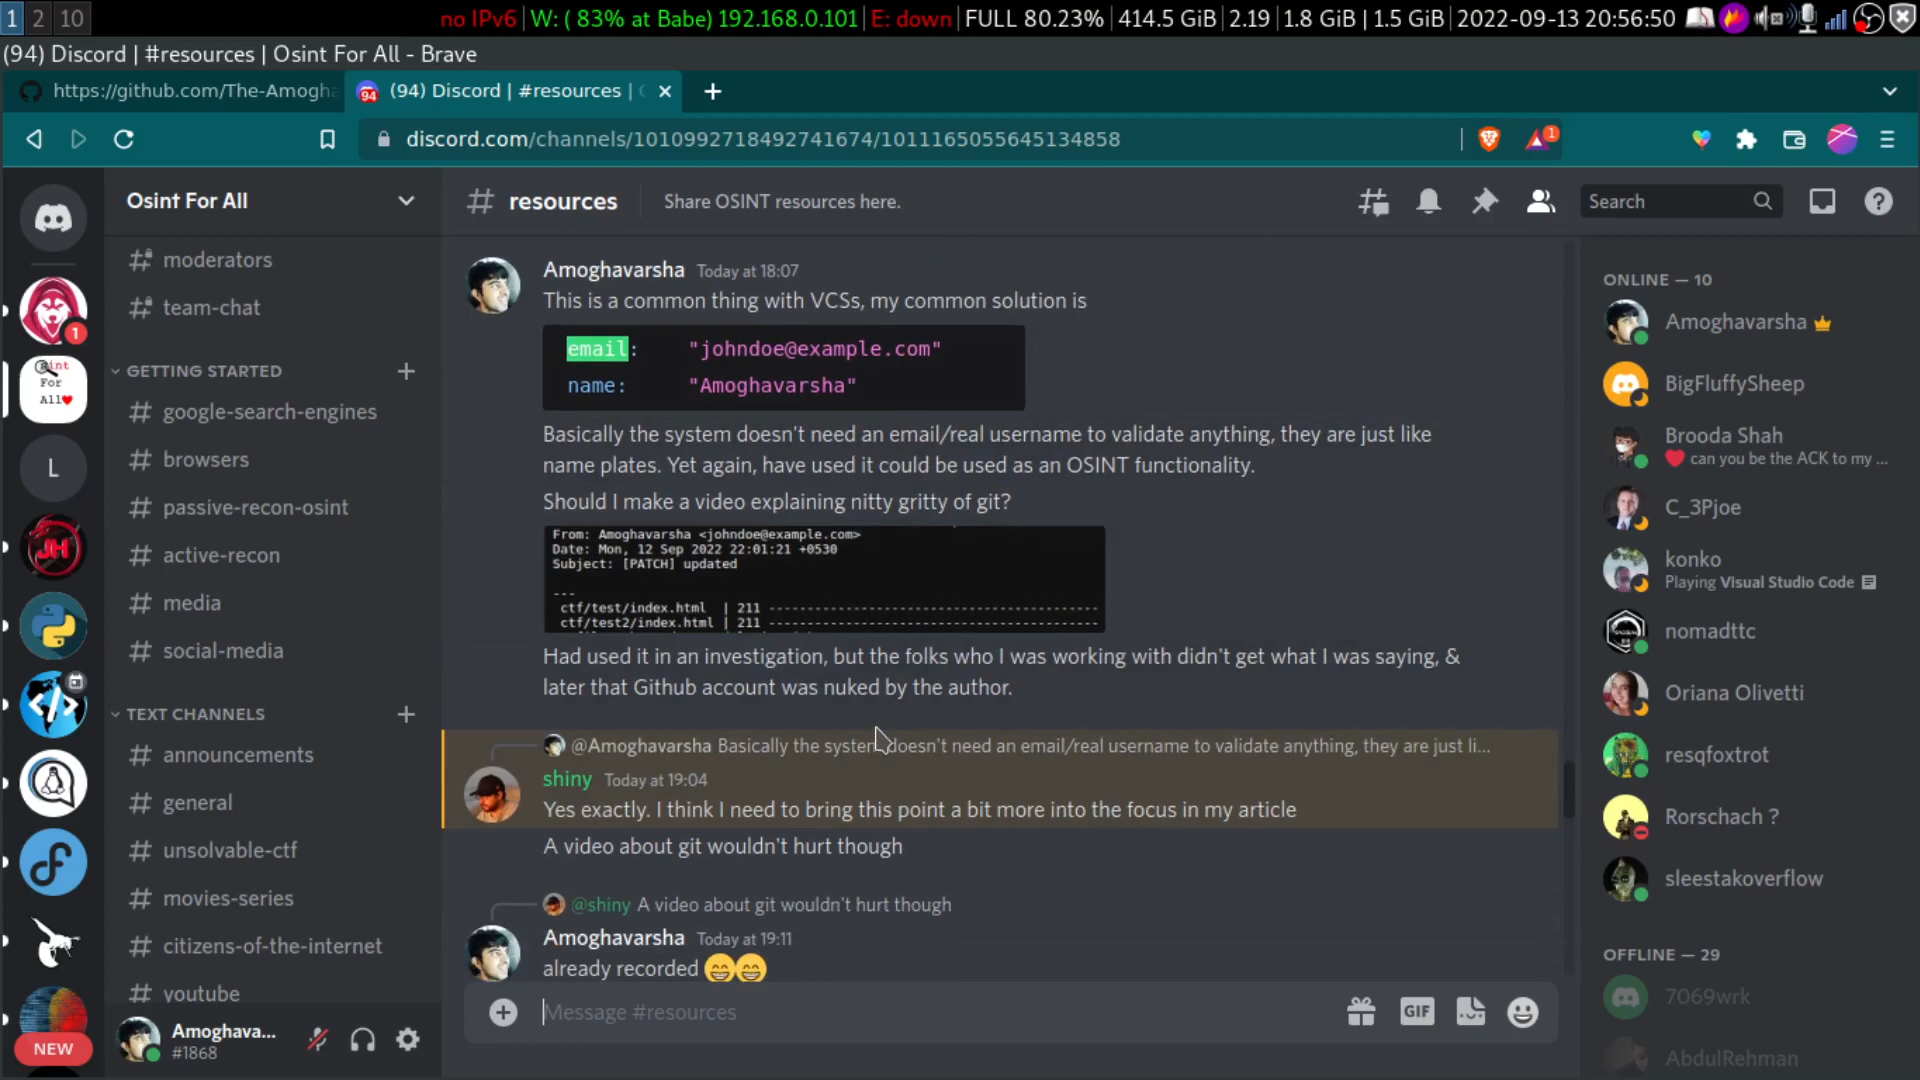 1 2 10 no IPv6 W: ( 83% at Babe) 192.168.0.101 E: down FULL 80.23% 414.5 GiB 2.19 1.8 GiB | 1.5 GiB 2022-09-13 20:56:50
(94) Discord | #resources | Osint For All - Brave
https://github.com/The-Amogha 94 (94) Discord | #resources |
discord.com/channels/1010992718492741674/1011165055645134858 1
Osint For All
moderators
team-chat
GETTING STARTED
google-search-engines
browsers
passive-recon-osint
active-recon
media
social-media
TEXT CHANNELS
announcements
general
unsolvable-ctf
movies-series
citizens-of-the-internet
youtube
1
Osint
For
All
L
JH
NEW
Amoghava...
#1868
# resources Share OSINT resources here.
Search
Amoghavarsha Today at 18:07
This is a common thing with VCSs, my common solution is
email: "johndoe@example.com"
name: "Amoghavarsha"
Basically the system doesn't need an email/real username to validate anything, they are just like
name plates. Yet again, have used it could be used as an OSINT functionality.
Should I make a video explaining nitty gritty of git?
From: Amoghavarsha <johndoe@example.com>
Date: Mon, 12 Sep 2022 22:01:21 +0530
Subject: [PATCH] updated
---
ctf/test/index.html | 211 ------------------------------------------
ctf/test2/index.html | 211 ------------------------------------------
Had used it in an investigation, but the folks who I was working with didn't get what I was saying, &
later that Github account was nuked by the author.
@Amoghavarsha Basically the system doesn't need an email/real username to validate anything, they are just li...
shiny Today at 19:04
Yes exactly. I think I need to bring this point a bit more into the focus in my article
A video about git wouldn't hurt though
@shiny A video about git wouldn't hurt though
Amoghavarsha Today at 19:11
already recorded 😄😄
Message #resources
GIF
ONLINE — 10
Amoghavarsha
BigFluffySheep
Brooda Shah
can you be the ACK to my ...
C_3Pjoe
konko
Playing Visual Studio Code
nomadttc
Oriana Olivetti
resqfoxtrot
Rorschach ?
sleestakoverflow
OFFLINE — 29
7069wrk
AbdulRehman